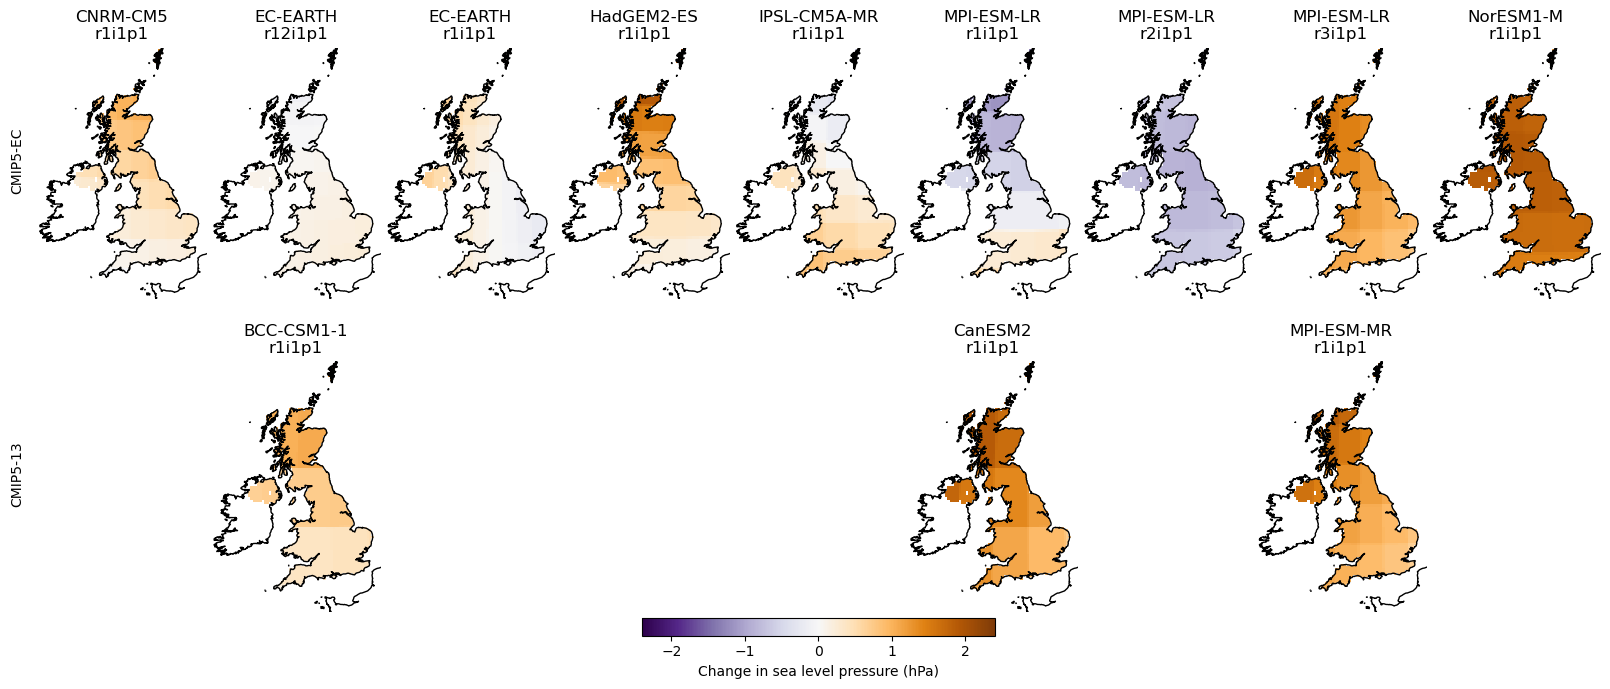 CNRM-CM5
r1i1p1
EC-EARTH
r12i1p1
EC-EARTH
r1i1p1
HadGEM2-ES
r1i1p1
IPSL-CM5A-MR
r1i1p1
MPI-ESM-LR
r1i1p1
MPI-ESM-LR
r2i1p1
MPI-ESM-LR
r3i1p1
NorESM1-M
r1i1p1
CMIP5-EC
BCC-CSM1-1
r1i1p1
CanESM2
r1i1p1
MPI-ESM-MR
r1i1p1
CMIP5-13
−2 −1 0 1 2
Change in sea level pressure (hPa)